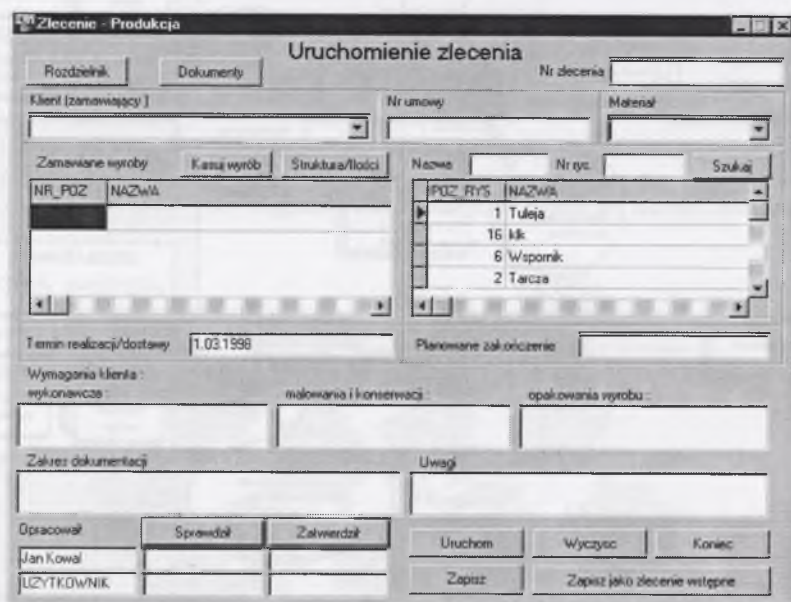 Zlecenie - Produkcja
Uruchomienie zlecenia
Rozdzielnik Dokumenty Nr zlecenia
Klient (zamawiający ) Nr umowy Materiał
Zamawiane wyroby Kasuj wyrób Struktura/Ilości Nazwa Nr rys. Szukaj
NR_POZ NAZWA POZ_RYS NAZWA
1 Tuleja
16 klk
6 Wspornik
2 Tarcza
Termin realizacji/dostawy 1.03.1998 Planowane zakończenie
Wymagania klienta :
wykonawcze : malowania i konserwacji : opakowania wyrobu :
Zakres dokumentacji Uwagi
Opracował Sprawdził Zatwierdził Uruchom Wyczysc Koniec
Jan Kowal
UZYTKOWNIK Zapisz Zapisz jako zlecenie wstępne